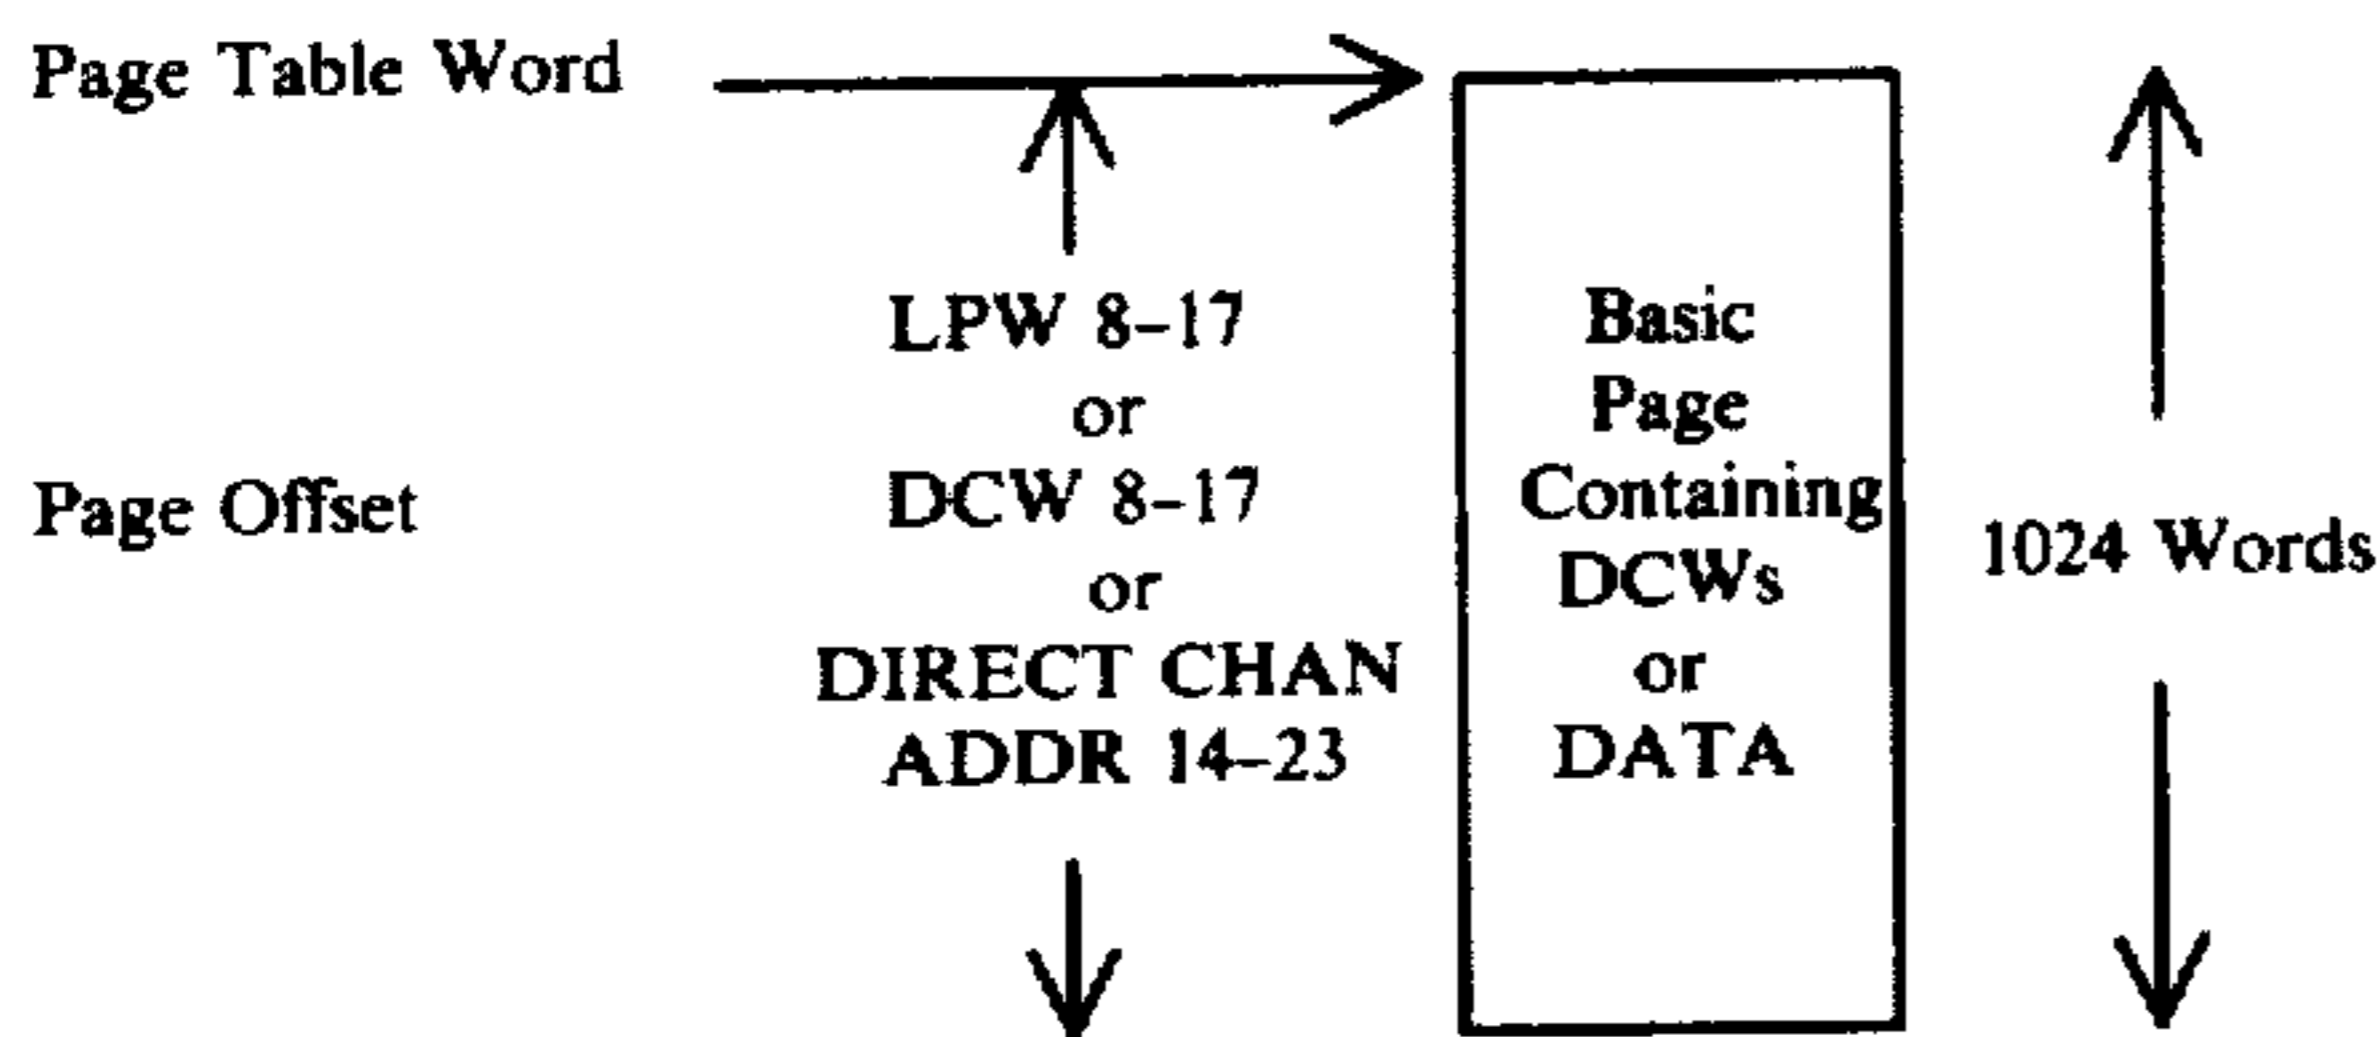 Page Table Word
Page Offset
LPW 8–17
or
DCW 8–17
or
DIRECT CHAN
ADDR 14–23
Basic
Page
Containing
DCWs
or
DATA
1024 Words